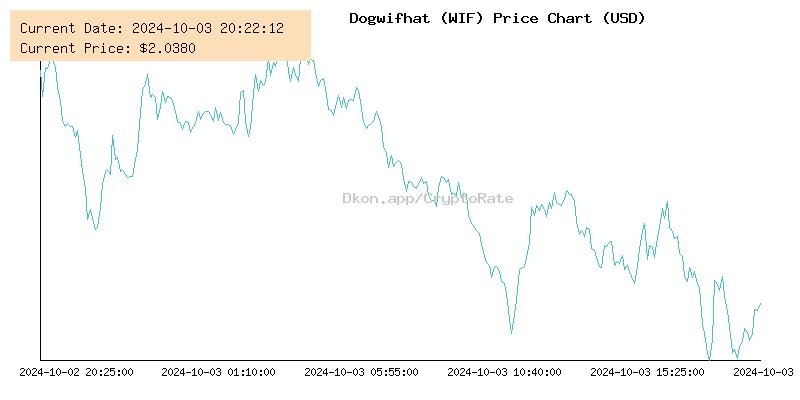 Dogwifhat (WIF) Price Chart (USD)
Current Date: 2024-10-03 20:22:12
Current Price: $2.0380
Dkon.app/CryptoRate
2024-10-02 20:25:00 2024-10-03 01:10:00 2024-10-03 05:55:00 2024-10-03 10:40:00 2024-10-03 15:25:00 2024-10-03